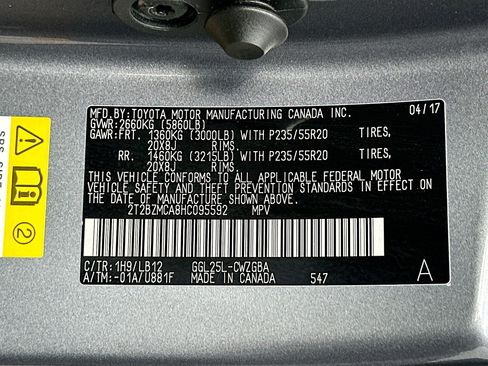 MFD.BY:TOYOTA MOTOR MANUFACTURING CANADA INC. 04/17
GVWR:2660KG (5860LB)
GAWR:FRT. 1360KG (3000LB) WITH P235/55R20 TIRES,
20X8J RIMS.
RR. 1460KG (3215LB) WITH P235/55R20 TIRES,
20X8J RIMS.
THIS VEHICLE CONFORMS TO ALL APPLICABLE FEDERAL MOTOR
VEHICLE SAFETY AND THEFT PREVENTION STANDARDS IN EFFECT ON
THE DATE OF MANUFACTURE SHOWN ABOVE.
2T2BZMCA8HC095592 MPV
C/TR:1H9/LB12 GGL25L-CWZGBA
A/TM:-01A/U881F MADE IN CANADA 547 A
2